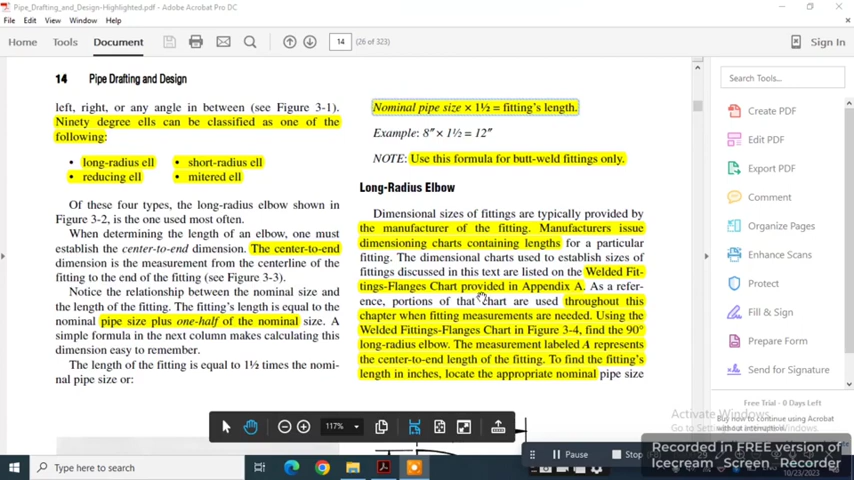 Pipe_Drafting_and_Design-Highlighted.pdf - Adobe Acrobat Pro DC
File Edit View Window Help
Home Tools Document
14 (26 of 323)
Sign In
14 Pipe Drafting and Design
left, right, or any angle in between (see Figure 3-1).
Ninety degree ells can be classified as one of the
following:
• long-radius ell • short-radius ell
• reducing ell • mitered ell
Of these four types, the long-radius ell shown in
Figure 3-2, is the one used most often.
When determining the length of an elbow, one must
establish the center-to-end dimension. The center-to-end
dimension is the measurement from the centerline of the
fitting to the end of the fitting (see Figure 3-3).
Notice the relationship between the nominal size and
the length of the fitting. The fitting's length is equal to the
nominal pipe size plus one-half of the nominal size. A
simple formula in the next column makes calculating this
dimension easy to remember.
The length of the fitting is equal to 1½ times the nomi-
nal pipe size or:
Nominal pipe size × 1½ = fitting's length.
Example: 8″ × 1½ = 12″
NOTE: Use this formula for butt-weld fittings only.
Long-Radius Elbow
Dimensional sizes of fittings are typically provided by
the manufacturer of the fitting. Manufacturers issue
dimensioning charts containing lengths for a particular
fitting. The dimensional charts used to establish sizes of
fittings discussed in this text are listed on the Welded Fit-
tings-Flanges Chart provided in Appendix A. As a refer-
ence, portions of that chart are used throughout this
chapter when fitting measurements are needed. Using the
Welded Fittings-Flanges Chart in Figure 3-4, find the 90°
long-radius elbow. The measurement labeled A represents
the center-to-end length of the fitting. To find the fitting's
length in inches, locate the appropriate nominal pipe size
Search Tools...
Create PDF
Edit PDF
Export PDF
Comment
Organize Pages
Enhance Scans
Protect
Fill & Sign
Prepare Form
Send for Signature
Free Trial - 0 Days Left
Buy now to continue using Acrobat
without interruption.
Activate Windows
117%
Pause
Stop
Recorded in FREE version of
Icecream Screen Recorder
Type here to search
10/23/2023